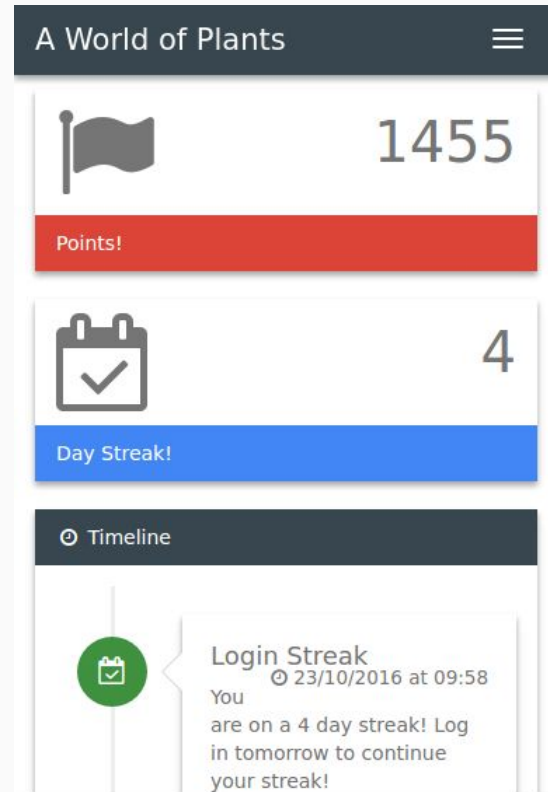 A World of Plants
1455
Points!
4
Day Streak!
Timeline
Login Streak
23/10/2016 at 09:58
You
are on a 4 day streak! Log
in tomorrow to continue
your streak!